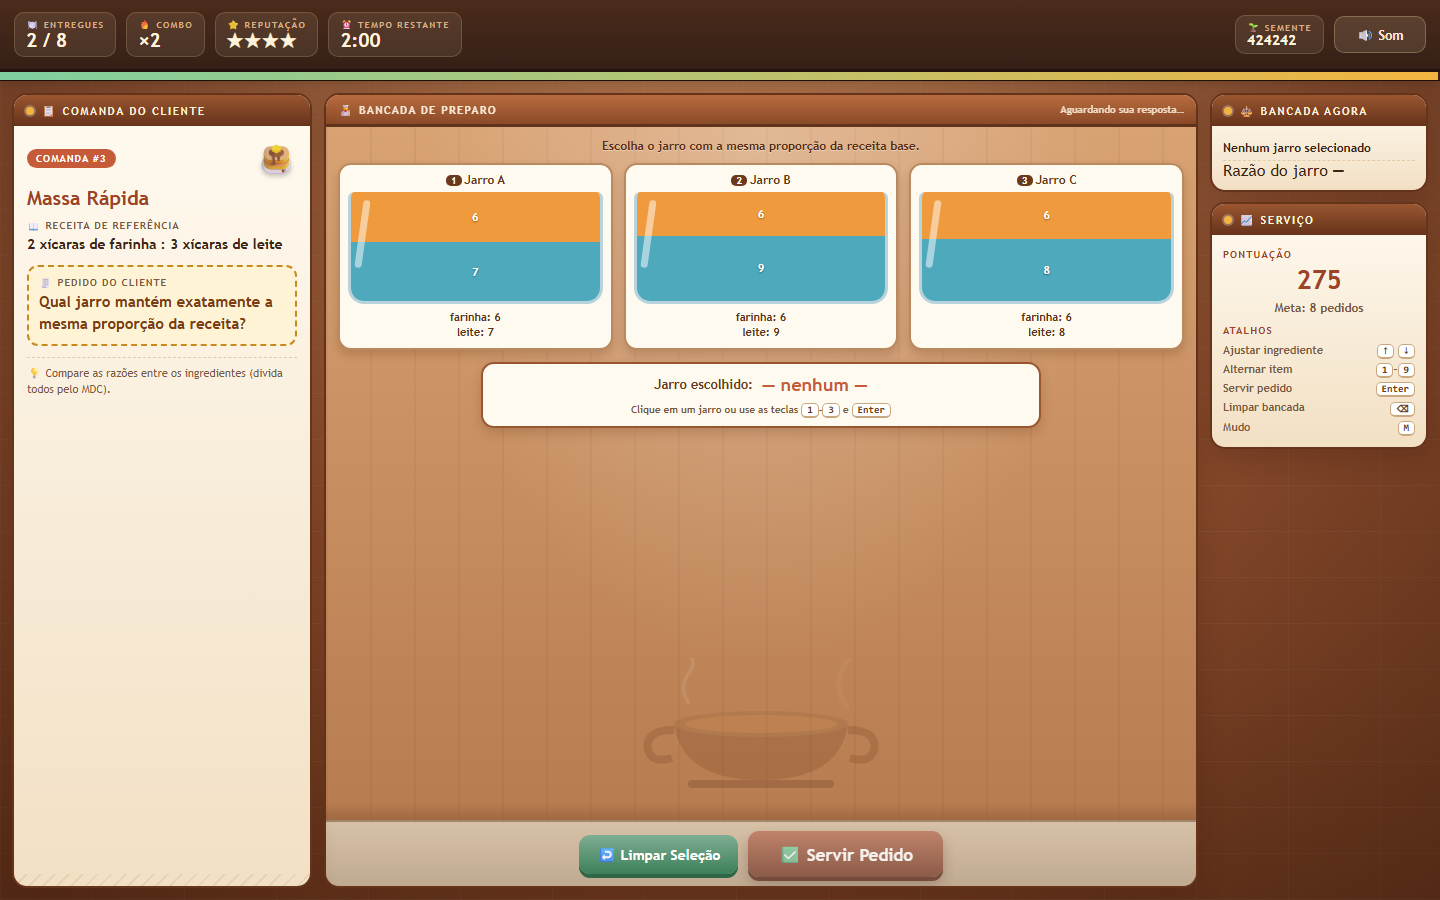 ENTREGUES
2 / 8
COMBO
×2
REPUTAÇÃO
★★★★
TEMPO RESTANTE
2:00
SEMENTE
424242
Som
COMANDA DO CLIENTE
COMANDA #3
Massa Rápida
RECEITA DE REFERÊNCIA
2 xícaras de farinha : 3 xícaras de leite
PEDIDO DO CLIENTE
Qual jarro mantém exatamente a
mesma proporção da receita?
Compare as razões entre os ingredientes (divida
todos pelo MDC).
BANCADA DE PREPARO
Aguardando sua resposta...
Escolha o jarro com a mesma proporção da receita base.
1 Jarro A
6
7
farinha: 6
leite: 7
2 Jarro B
6
9
farinha: 6
leite: 9
3 Jarro C
6
8
farinha: 6
leite: 8
Jarro escolhido: — nenhum —
Clique em um jarro ou use as teclas 1-3 e Enter
Limpar Seleção
Servir Pedido
BANCADA AGORA
Nenhum jarro selecionado
Razão do jarro —
SERVIÇO
PONTUAÇÃO
275
Meta: 8 pedidos
ATALHOS
Ajustar ingrediente ↑ ↓
Alternar item 1-9
Servir pedido Enter
Limpar bancada ⌫
Mudo M